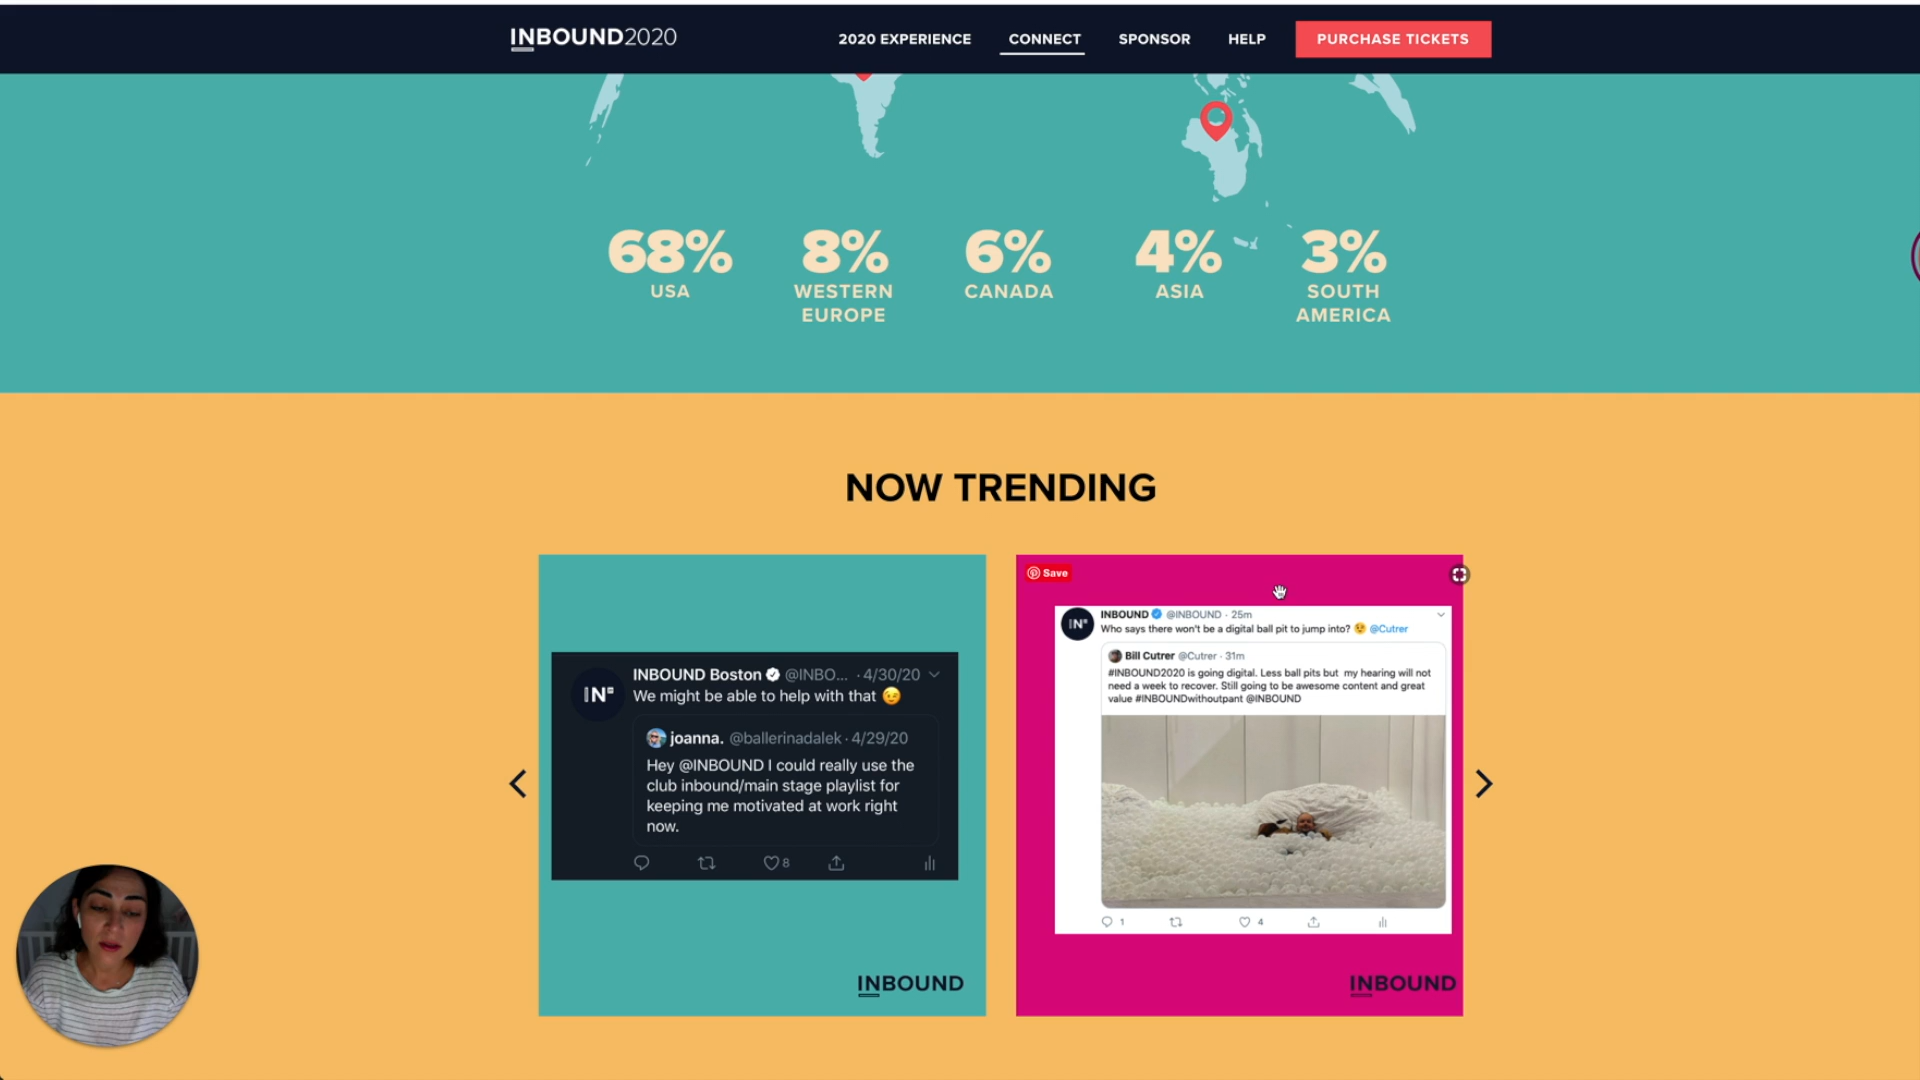 INBOUND2020
2020 EXPERIENCE
CONNECT
SPONSOR
HELP
PURCHASE TICKETS
68%
USA
8%
WESTERN
EUROPE
6%
CANADA
4%
ASIA
3%
SOUTH
AMERICA
NOW TRENDING
IN
INBOUND Boston @INBO... · 4/30/20
We might be able to help with that 😉
joanna. @ballerinadalek · 4/29/20
Hey @INBOUND I could really use the
club inbound/main stage playlist for
keeping me motivated at work right
now.
8
INBOUND
Save
IN
INBOUND @INBOUND · 25m
Who says there won't be a digital ball pit to jump into? 😉 @Cutrer
Bill Cutrer @Cutrer · 31m
#INBOUND2020 is going digital. Less ball pits but my hearing will not
need a week to recover. Still going to be awesome content and great
value #INBOUNDwithoutpant @INBOUND
1
4
INBOUND